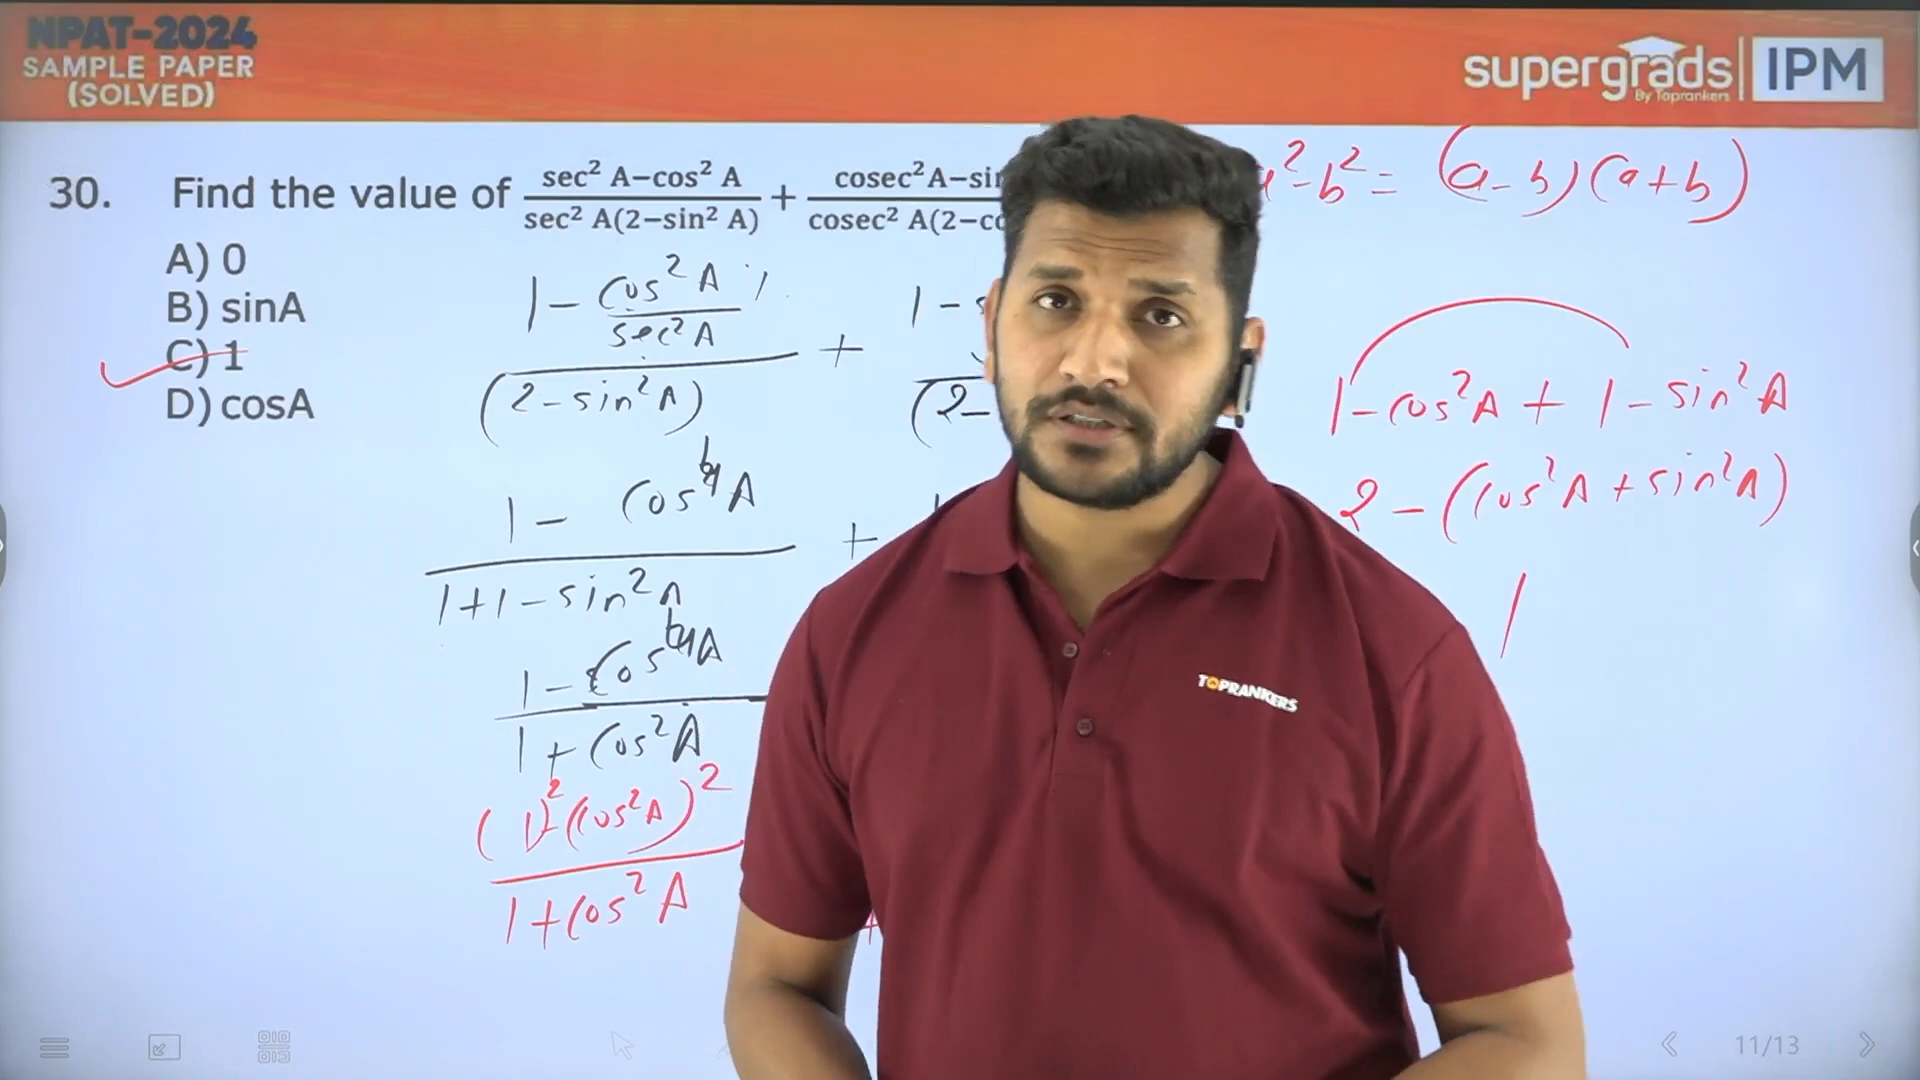 NPAT-2024
SAMPLE PAPER
(SOLVED)
supergrads
By Toprankers
IPM
30. Find the value of sec² A−cos² A / sec² A(2−sin² A) + cosec² A−sin / cosec² A(2−co
A) 0
B) sinA
C) 1
D) cosA
a²-b² = (a-b)(a+b)
1 - cos²A / sec²A + 1 -
(2 - sin²A) (2-
1 - cos⁴A +
1+1-sin²A
1 - cos⁴A
1 + cos²A
(1)²-(cos²A)²
1+cos²A
1-cos²A + 1-sin²A
2-(cos²A + sin²A)
1
TOPRANKERS
11/13